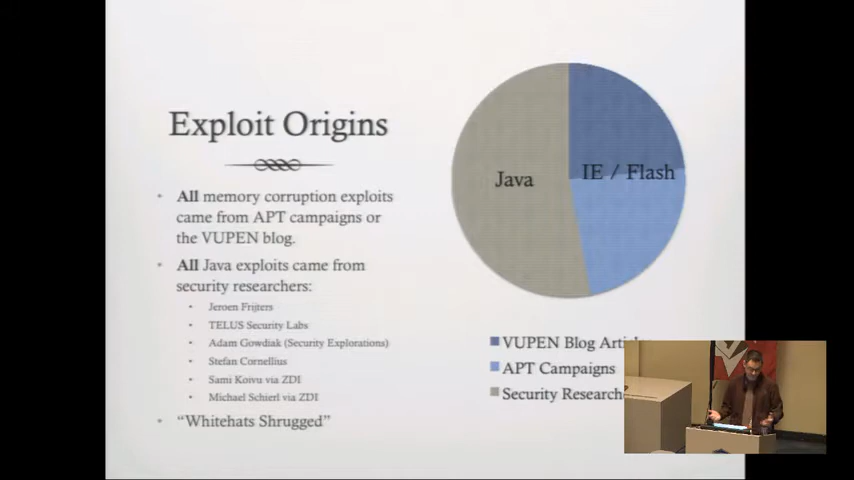 Exploit Origins
All memory corruption exploits
came from APT campaigns or
the VUPEN blog.
All Java exploits came from
security researchers:
Jeroen Frijters
TELUS Security Labs
Adam Gowdiak (Security Explorations)
Stefan Cornellius
Sami Koivu via ZDI
Michael Schierl via ZDI
"Whitehats Shrugged"
Java
IE / Flash
VUPEN Blog
APT Campaigns
Security